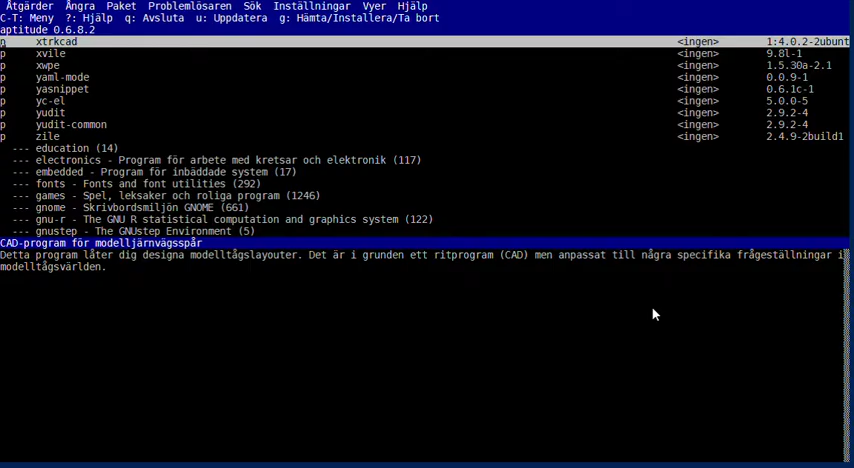 Åtgärder Ångra Paket Problemlösaren Sök Inställningar Vyer Hjälp
C-T: Meny ?: Hjälp q: Avsluta u: Uppdatera g: Hämta/Installera/Ta bort
aptitude 0.6.8.2
p xtrkcad <ingen> 1:4.0.2-2ubunt
p xvile <ingen> 9.8l-1
p xwpe <ingen> 1.5.30a-2.1
p yaml-mode <ingen> 0.0.9-1
p yasnippet <ingen> 0.6.1c-1
p yc-el <ingen> 5.0.0-5
p yudit <ingen> 2.9.2-4
p yudit-common <ingen> 2.9.2-4
p zile <ingen> 2.4.9-2build1
--- education (14)
--- electronics - Program för arbete med kretsar och elektronik (117)
--- embedded - Program för inbäddade system (17)
--- fonts - Fonts and font utilities (292)
--- games - Spel, leksaker och roliga program (1246)
--- gnome - Skrivbordsmiljön GNOME (661)
--- gnu-r - The GNU R statistical computation and graphics system (122)
--- gnustep - The GNUstep Environment (5)
CAD-program för modelljärnvägsspår
Detta program låter dig designa modelltågslayouter. Det är i grunden ett ritprogram (CAD) men anpassat till några specifika frågeställningar i
modelltågsvärlden.